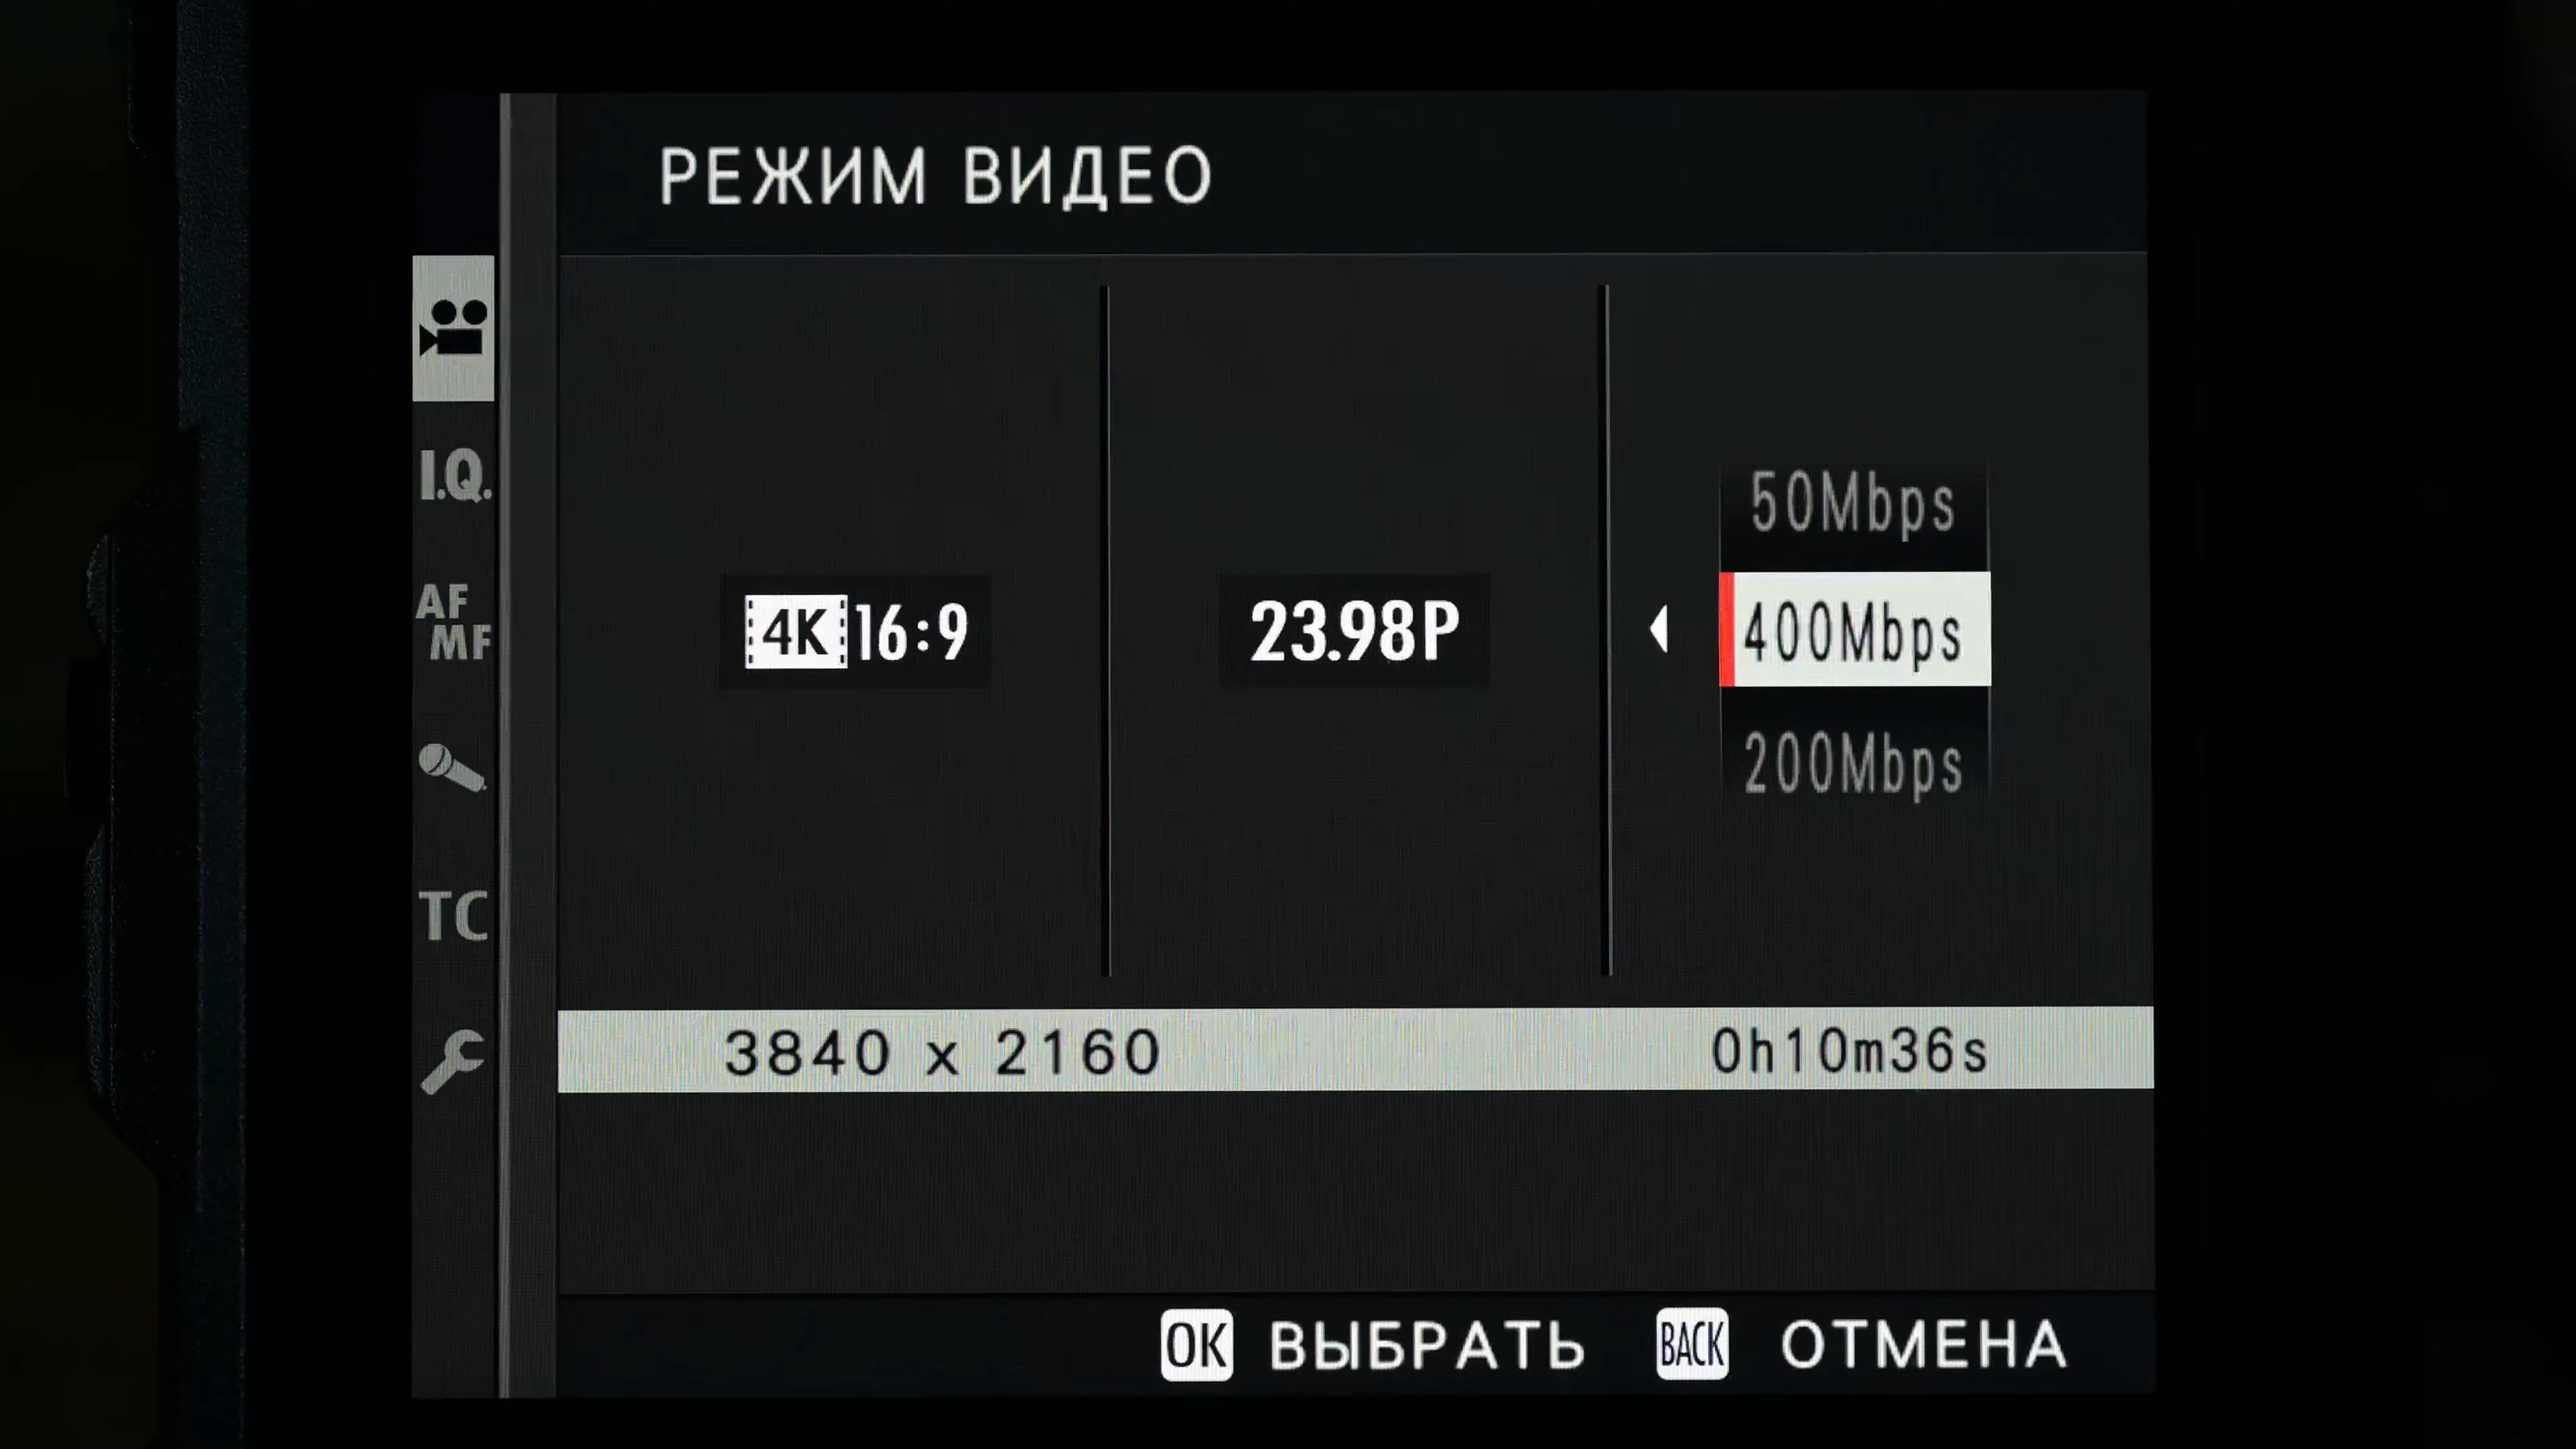 РЕЖИМ ВИДЕО
I.Q.
AF
MF
TC
4K 16:9
23.98P
50Mbps
400Mbps
200Mbps
3840 x 2160
0h10m36s
OK ВЫБРАТЬ BACK ОТМЕНА